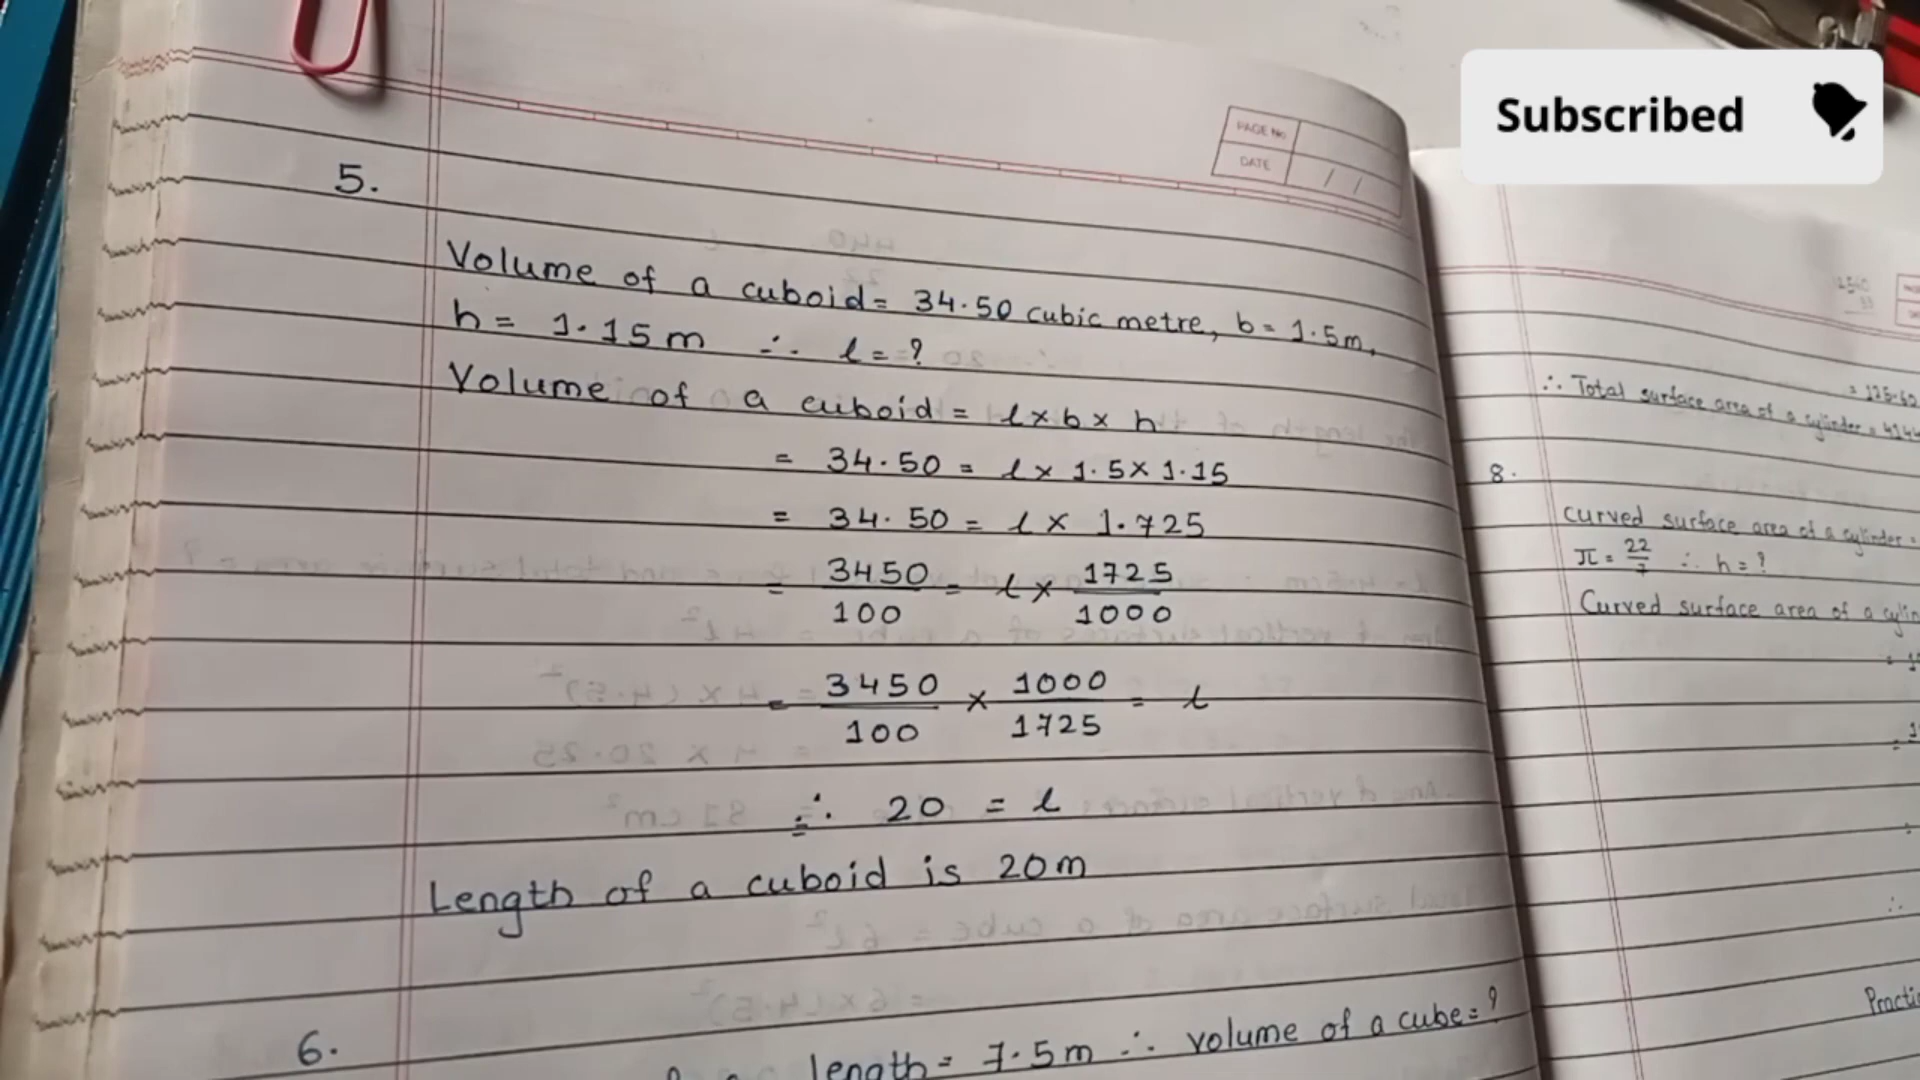 Subscribed
PAGE No
DATE / /
5.
Volume of a cuboid = 34.50 cubic metre, b = 1.5m,
h = 1.15m ∴ l = ?
Volume of a cuboid = l × b × h
= 34.50 = l × 1.5 × 1.15
= 34.50 = l × 1.725
= 3450/100 = l × 1725/1000
= 3450/100 × 1000/1725 = l
= ∴ 20 = l
Length of a cuboid is 20m
6.
length = 7.5m ∴ volume of a cube = ?
∴ Total surface area of a cylinder = 4144
8.
Curved surface area of a cylinder =
π = 22/7 ∴ h = ?
Curved surface area of a